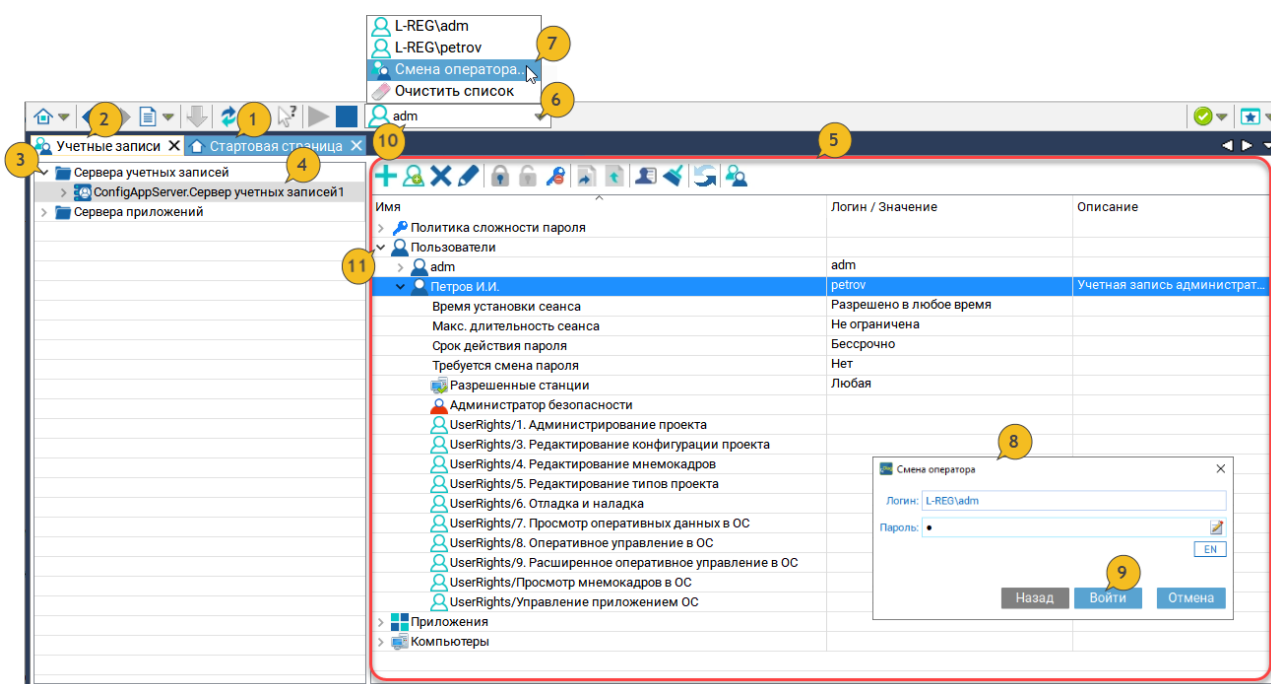 L-REG\adm
L-REG\petrov
7
Смена оператора..
Очистить список
6
2
1
?
adm
10
5
Учетные записи X Стартовая страница X
3
Сервера учетных записей
4
ConfigAppServer.Сервер учетных записей1
Сервера приложений
Имя Логин / Значение Описание
Политика сложности пароля
Пользователи
11
adm adm
Петров И.И. petrov Учетная запись администрат...
Время установки сеанса Разрешено в любое время
Макс. длительность сеанса Не ограничена
Срок действия пароля Бессрочно
Требуется смена пароля Нет
Разрешенные станции Любая
Администратор безопасности
UserRights/1. Администрирование проекта
UserRights/3. Редактирование конфигурации проекта
UserRights/4. Редактирование мнемокадров
UserRights/5. Редактирование типов проекта
UserRights/6. Отладка и наладка
UserRights/7. Просмотр оперативных данных в ОС
UserRights/8. Оперативное управление в ОС
UserRights/9. Расширенное оперативное управление в ОС
UserRights/Просмотр мнемокадров в ОС
UserRights/Управление приложением ОС
Приложения
Компьютеры
8
Смена оператора
Логин: L-REG\adm
Пароль: •
EN
9
Назад Войти Отмена